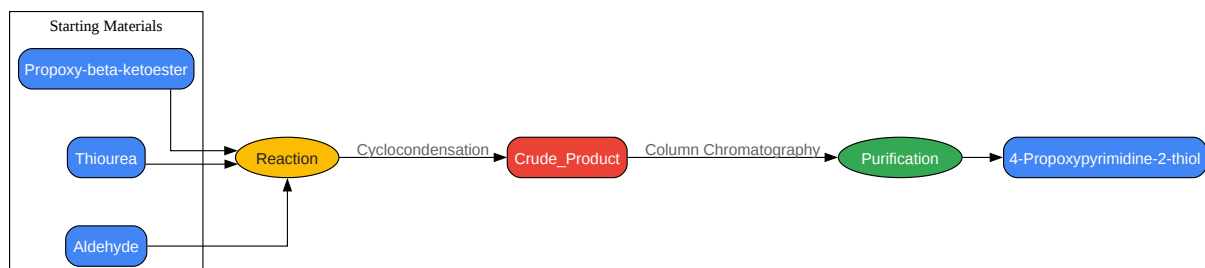 Starting Materials
Propoxy-beta-ketoester
Thiourea
Aldehyde
Reaction
Cyclocondensation
Crude_Product
Column Chromatography
Purification
4-Propoxypyrimidine-2-thiol